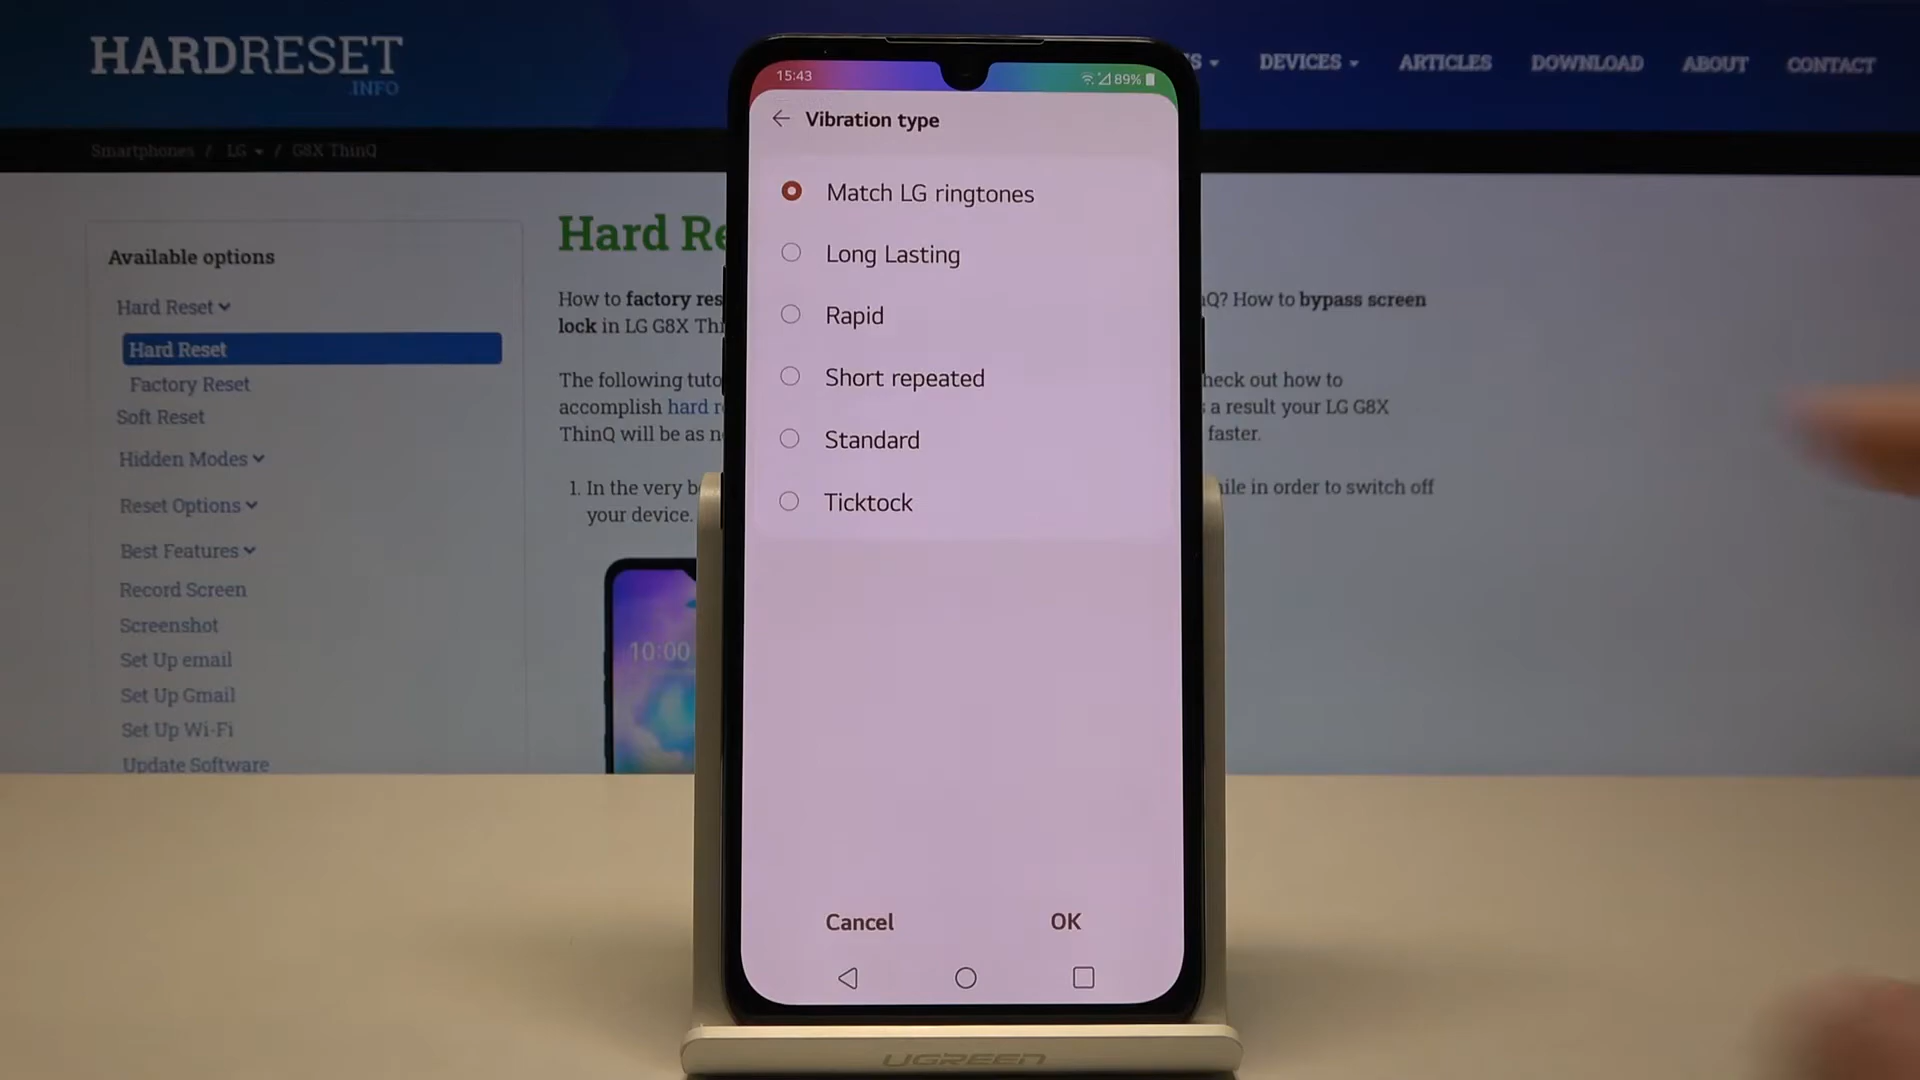 HARDRESET
.INFO
S
DEVICES
ARTICLES
DOWNLOAD
ABOUT
CONTACT
Smartphones / LG / G8X ThinQ
Available options
Hard Reset
Hard Reset
Factory Reset
Soft Reset
Hidden Modes
Reset Options
Best Features
Record Screen
Screenshot
Set Up email
Set Up Gmail
Set Up Wi-Fi
Update Software
Hard Re
How to factory res
Q? How to bypass screen
lock in LG G8X Thi
The following tuto
heck out how to
accomplish hard r
a result your LG G8X
ThinQ will be as n
faster.
1. In the very b
ile in order to switch off
your device.
10:00
15:43
89%
Vibration type
Match LG ringtones
Long Lasting
Rapid
Short repeated
Standard
Ticktock
Cancel
OK
UGREEN